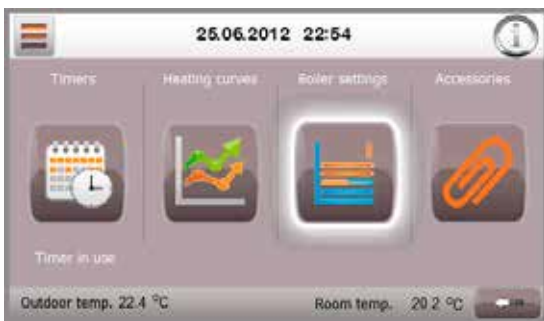 25.06.2012 22:54
Timers Heating curves Boiler settings Accessories
Timer in use
Outdoor temp. 22.4 °C Room temp. 20 2 °C